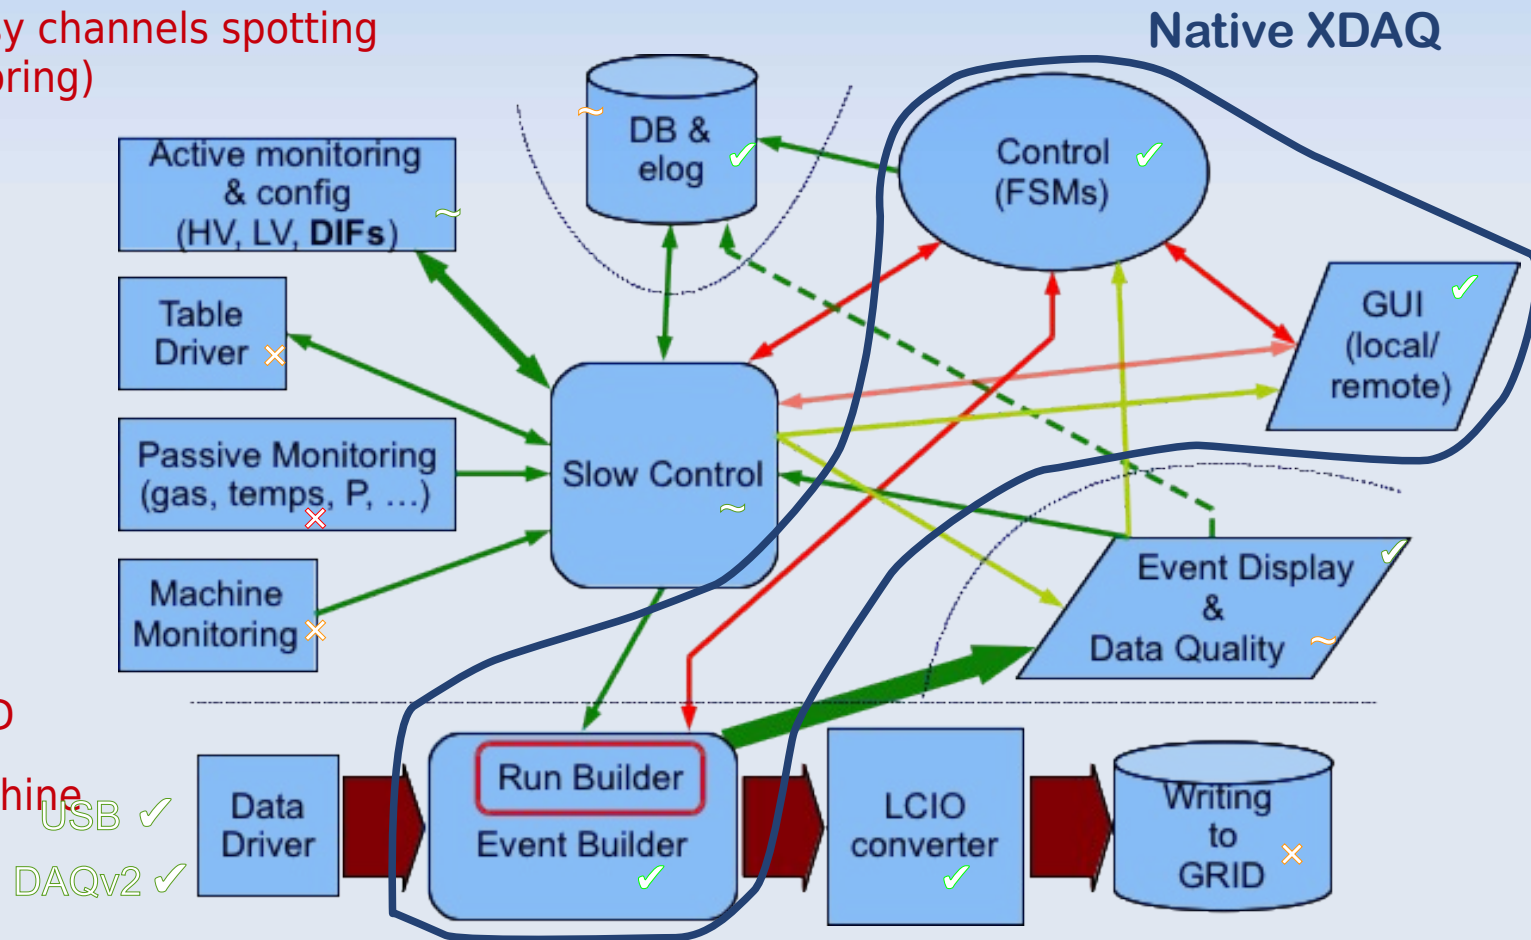 y channels spotting
oring)
Native XDAQ
DB &
elog
Control
(FSMs)
Active monitoring
& config
(HV, LV, DIFs)
GUI
(local/
remote)
Table
Driver
Passive Monitoring
(gas, temps, P, …)
Slow Control
Machine
Monitoring
Event Display
&
Data Quality
hine
USB
DAQv2
Data
Driver
Run Builder
Event Builder
LCIO
converter
Writing
to
GRID